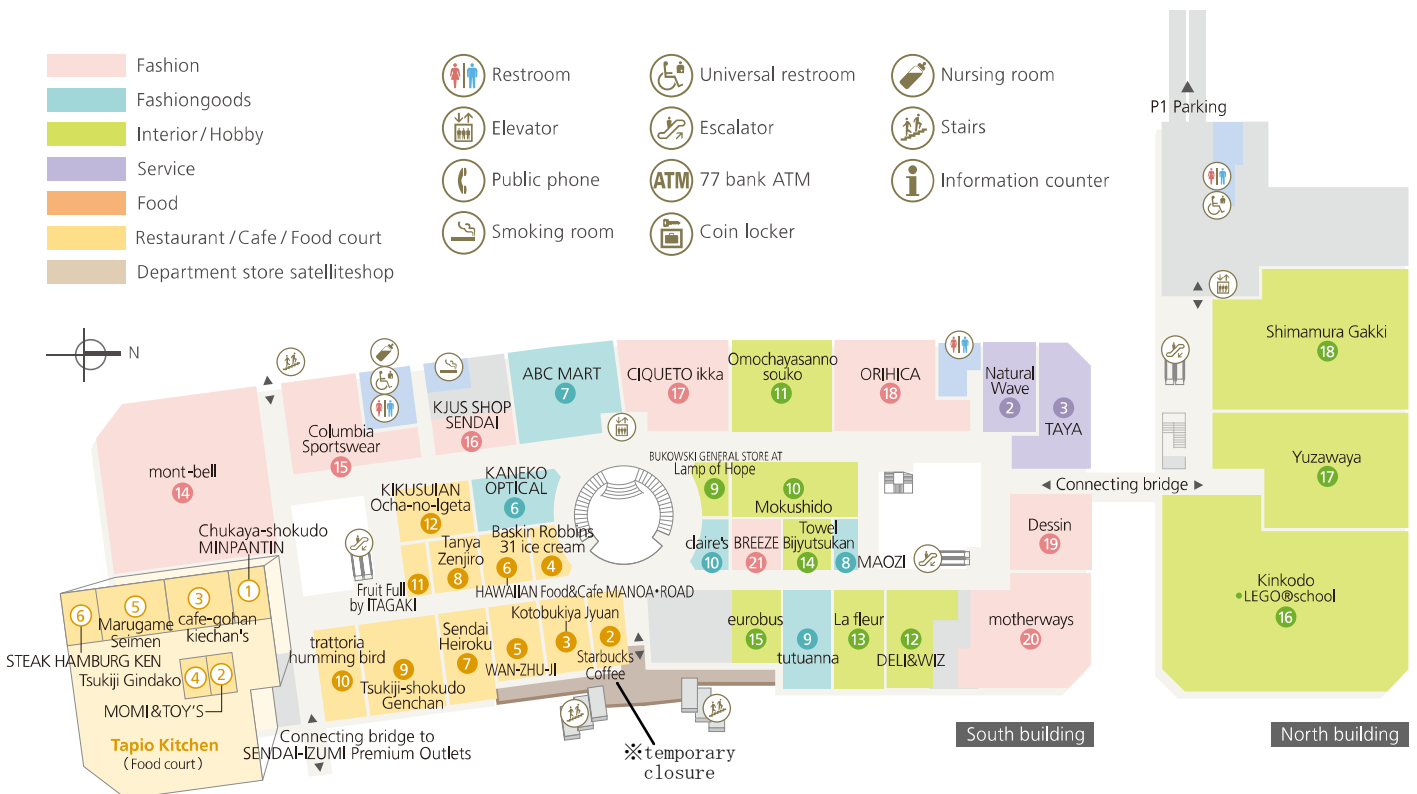 Fashion
Fashiongoods
Interior/Hobby
Service
Food
Restaurant/Cafe/Food court
Department store satelliteshop
Restroom
Elevator
Public phone
Smoking room
Universal restroom
Escalator
ATM
77 bank ATM
Coin locker
Nursing room
Stairs
Information counter
N
P1 Parking
Shimamura Gakki
18
Yuzawaya
17
Kinkodo
LEGO®school
16
North building
Connecting bridge
mont-bell
14
Columbia
Sportswear
15
KJUS SHOP
SENDAI
16
ABC MART
7
CIQUETO ikka
17
Omochayasanno
souko
11
ORIHICA
18
Natural
Wave
2
3
TAYA
KIKUSUIAN
Ocha-no-Igeta
12
KANEKO
OPTICAL
6
BUKOWSKI GENERAL STORE AT
Lamp of Hope
9
10
Mokushido
Fruit Full
by ITAGAKI
11
Tanya
Zenjiro
8
Baskin Robbins
31 ice cream
4
6
HAWAIIAN Food&Cafe MANOA•ROAD
claire's
10
BREEZE
21
Towel
Bijyutsukan
14
8
MAOZI
Dessin
19
motherways
20
trattoria
humming bird
10
9
Tsukiji-shokudo
Genchan
Sendai
Heiroku
7
5
WAN-ZHU-JI
Kotobukiya
3
Jyuan
2
Starbucks
Coffee
※temporary
closure
eurobus
15
9
tutuanna
La fleur
13
12
DELI&WIZ
South building
Chukaya-shokudo
MINPANTIN
1
3
cafe-gohan
kiechan's
5
Marugame
Seimen
6
STEAK HAMBURG KEN
Tsukiji Gindako
4
2
MOMI&TOY'S
Tapio Kitchen
(Food court)
Connecting bridge to
SENDAI-IZUMI Premium Outlets